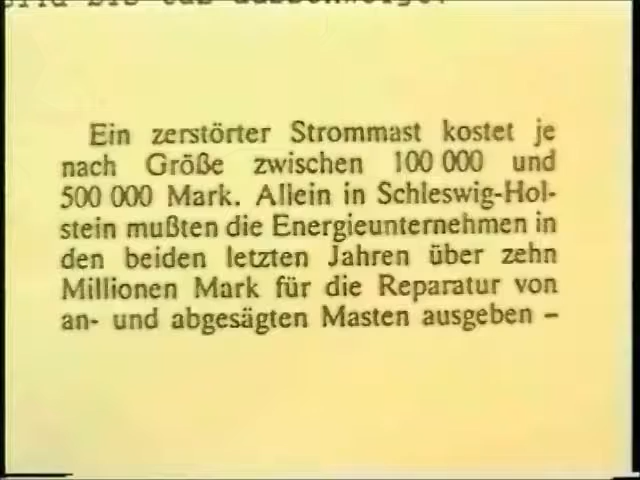 Ein zerstörter Strommast kostet je
nach Größe zwischen 100 000 und
500 000 Mark. Allein in Schleswig-Hol-
stein mußten die Energieunternehmen in
den beiden letzten Jahren über zehn
Millionen Mark für die Reparatur von
an- und abgesägten Masten ausgeben –